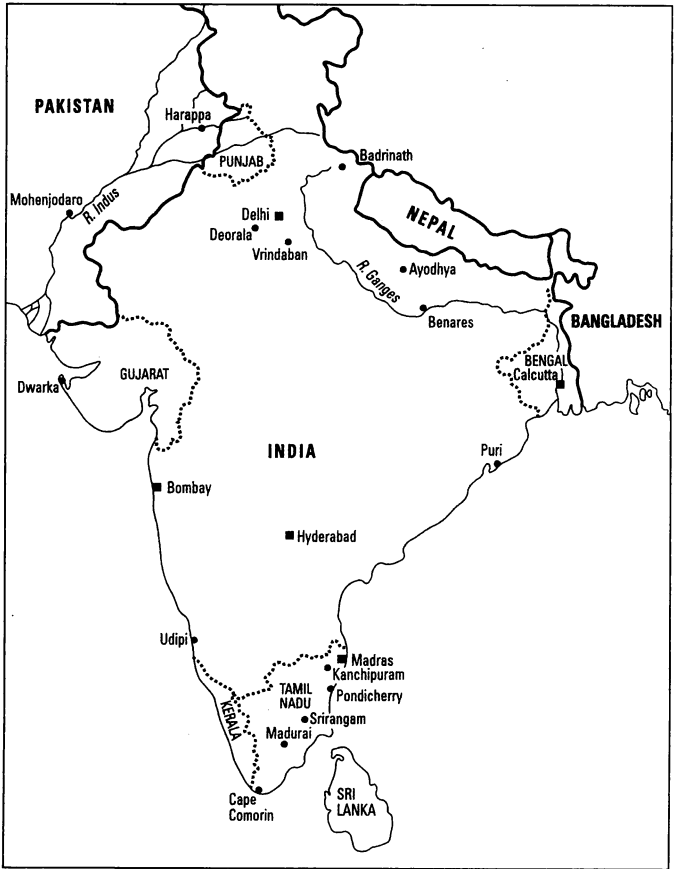 PAKISTAN
Harappa
PUNJAB
Badrinath
Mohenjodaro
R. Indus
Delhi
Deorala
Vrindaban
NEPAL
R. Ganges
Ayodhya
Benares
BANGLADESH
BENGAL
Calcutta
GUJARAT
Dwarka
INDIA
Puri
Bombay
Hyderabad
Udipi
Madras
Kanchipuram
TAMIL
NADU
Pondicherry
KERALA
Srirangam
Madurai
Cape
Comorin
SRI
LANKA